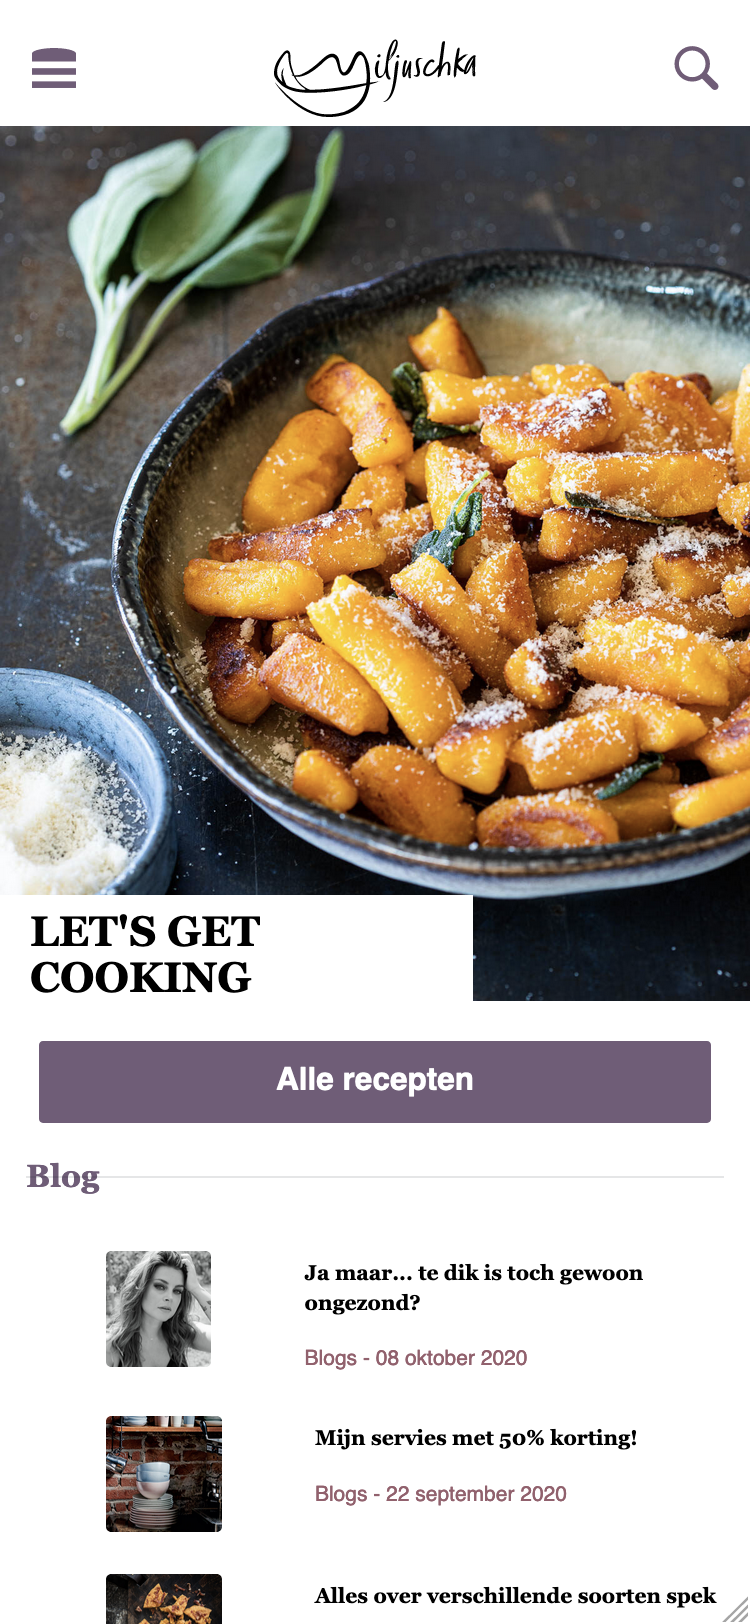 Miljuschka
LET'S GET
COOKING
Alle recepten
Blog
Ja maar... te dik is toch gewoon
ongezond?
Blogs - 08 oktober 2020
Mijn servies met 50% korting!
Blogs - 22 september 2020
Alles over verschillende soorten spek